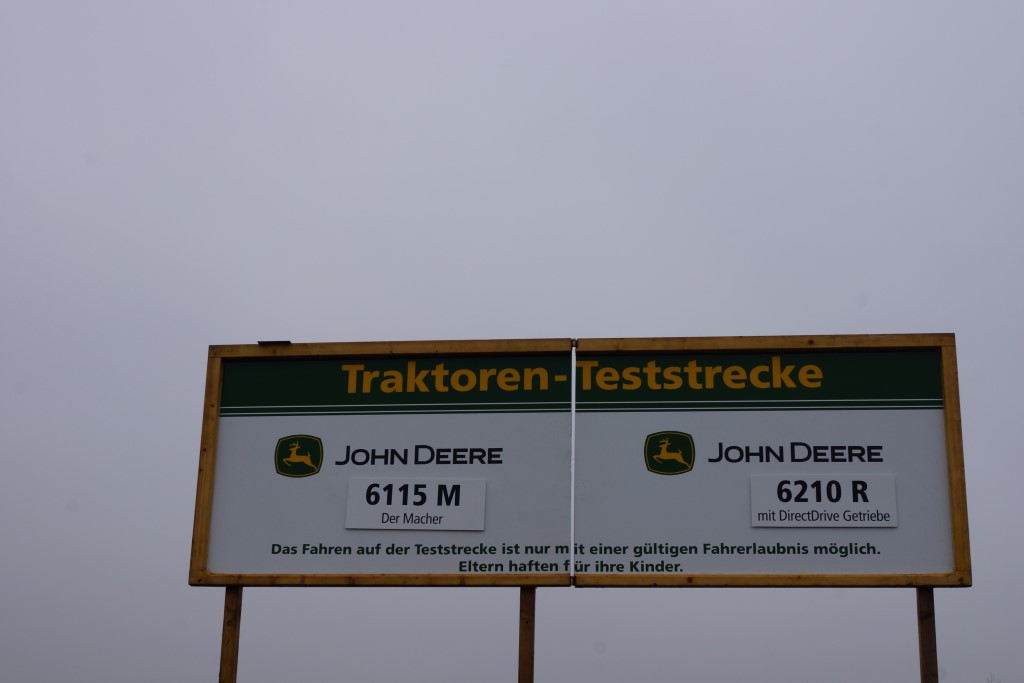 Traktoren-Teststrecke
JOHN DEERE
6115 M
Der Macher
JOHN DEERE
6210 R
mit DirectDrive Getriebe
Das Fahren auf der Teststrecke ist nur mit einer gültigen Fahrerlaubnis möglich.
Eltern haften für ihre Kinder.